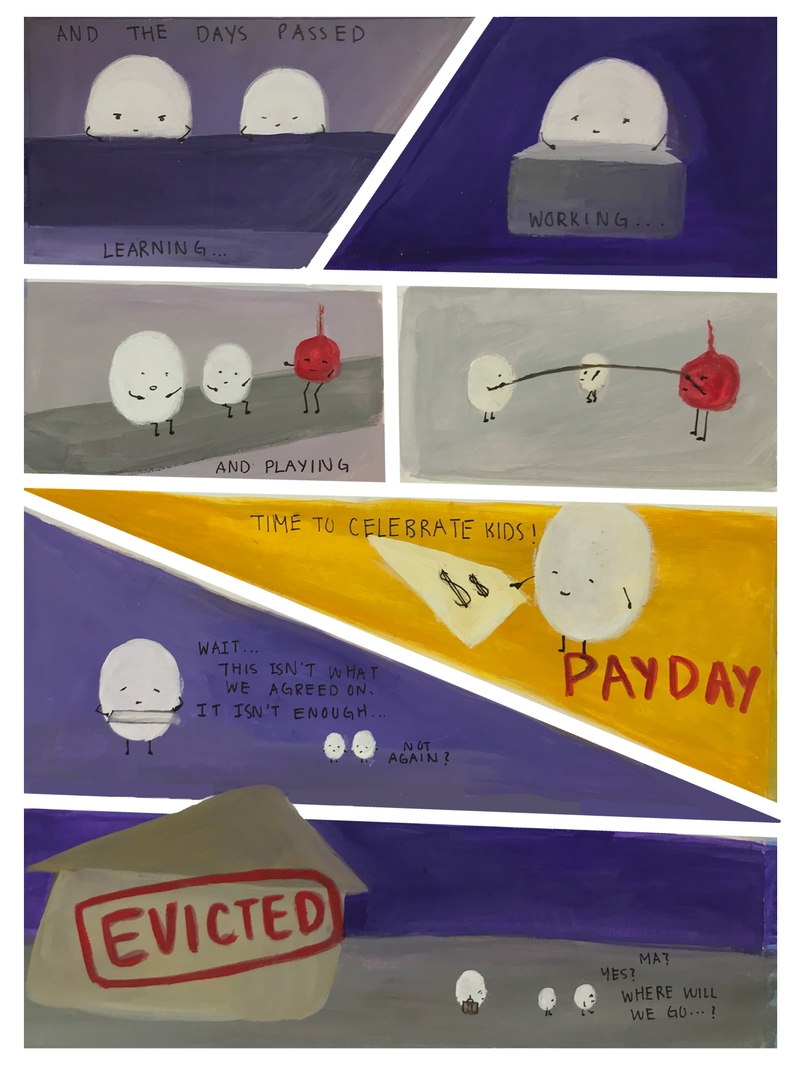 AND THE DAYS PASSED
LEARNING...
WORKING...
AND PLAYING
TIME TO CELEBRATE KIDS!
$$
PAYDAY
WAIT...
THIS ISN'T WHAT
WE AGREED ON.
IT ISN'T ENOUGH...
NOT
AGAIN?
EVICTED
MA?
YES?
WHERE WILL
WE GO...?